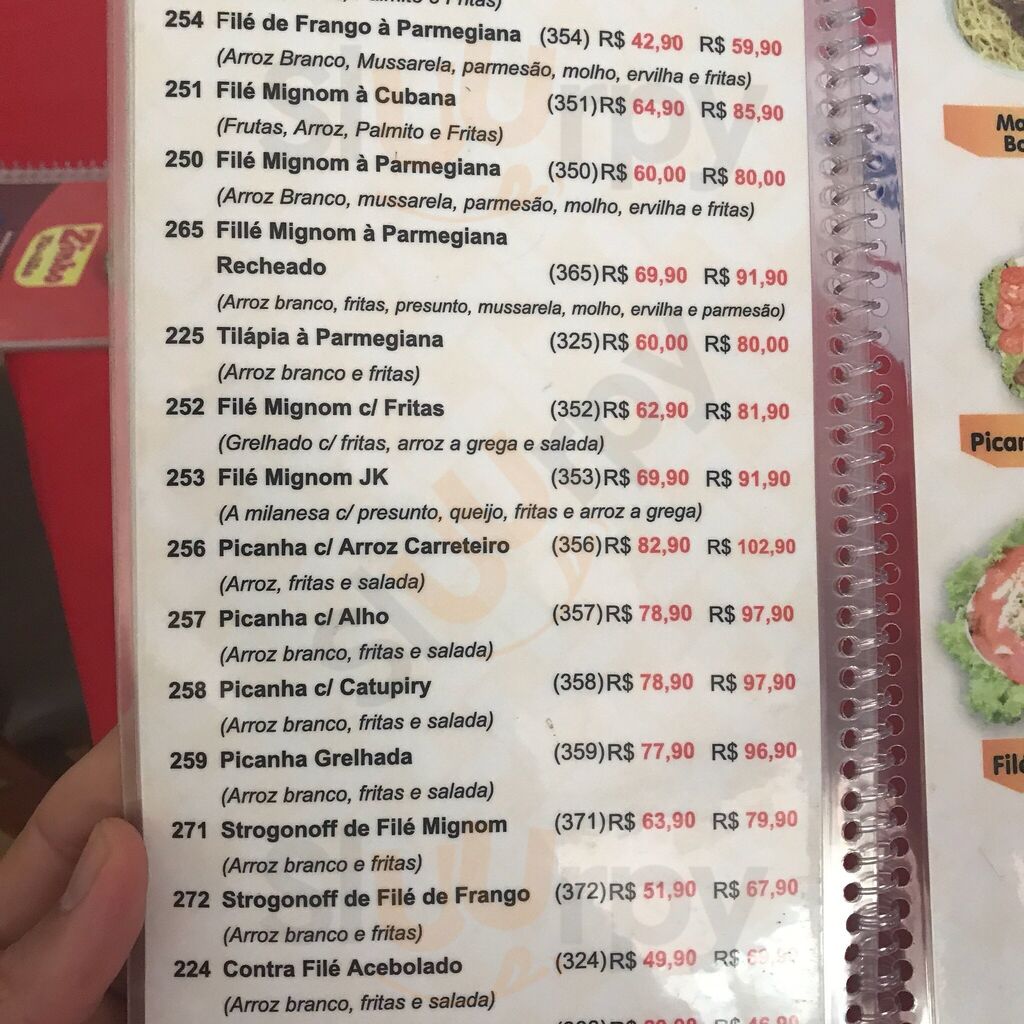 Palmito e Fritas)
254 Filé de Frango à Parmegiana (354) R$ 42,90 R$ 59,90
(Arroz Branco, Mussarela, parmesão, molho, ervilha e fritas)
251 Filé Mignom à Cubana (351)R$ 64,90 R$ 85,90
(Frutas, Arroz, Palmito e Fritas)
250 Filé Mignom à Parmegiana (350)R$ 60,00 R$ 80,00
(Arroz Branco, mussarela, parmesão, molho, ervilha e fritas)
265 Fillé Mignom à Parmegiana
Recheado (365)R$ 69,90 R$ 91,90
(Arroz branco, fritas, presunto, mussarela, molho, ervilha e parmesão)
225 Tilápia à Parmegiana (325)R$ 60,00 R$ 80,00
(Arroz branco e fritas)
252 Filé Mignom c/ Fritas (352)R$ 62,90 R$ 81,90
(Grelhado c/ fritas, arroz a grega e salada)
253 Filé Mignom JK (353)R$ 69,90 R$ 91,90
(A milanesa c/ presunto, queijo, fritas e arroz a grega)
256 Picanha c/ Arroz Carreteiro (356)R$ 82,90 R$ 102,90
(Arroz, fritas e salada)
257 Picanha c/ Alho (357)R$ 78,90 R$ 97,90
(Arroz branco, fritas e salada)
258 Picanha c/ Catupiry (358)R$ 78,90 R$ 97,90
(Arroz branco, fritas e salada)
259 Picanha Grelhada (359)R$ 77,90 R$ 96,90
(Arroz branco, fritas e salada)
271 Strogonoff de Filé Mignom (371)R$ 63,90 R$ 79,90
(Arroz branco e fritas)
272 Strogonoff de Filé de Frango (372)R$ 51,90 R$ 67,90
(Arroz branco e fritas)
224 Contra Filé Acebolado (324)R$ 49,90 R$
(Arroz branco, fritas e salada)
sluurpy
sluurpy
sluurpy